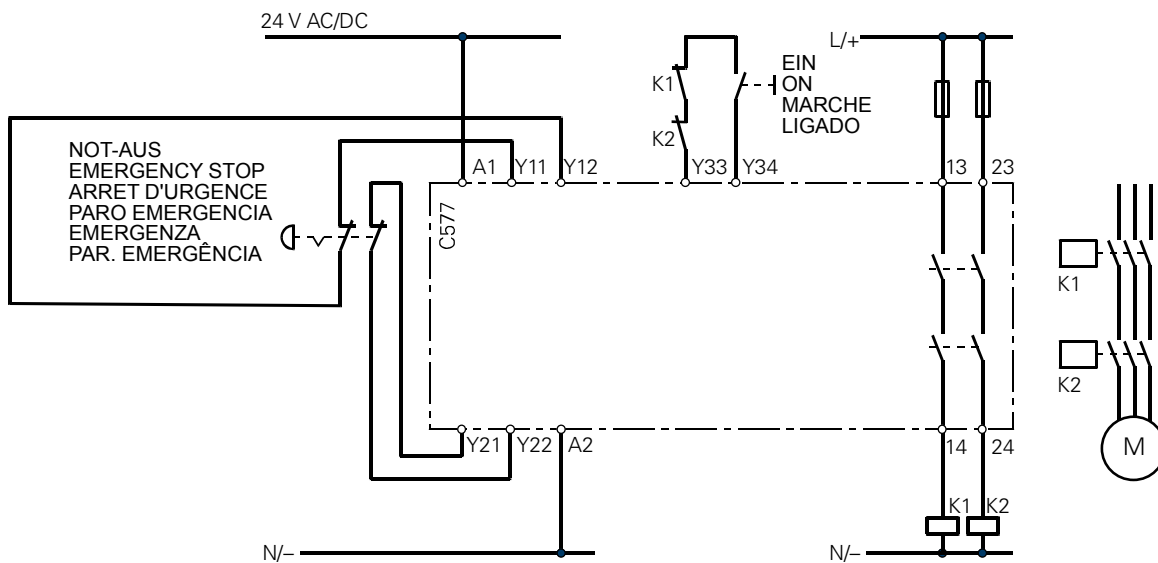 24 V AC/DC
L/+
K1
K2
EIN
ON
MARCHE
LIGADO
NOT-AUS
EMERGENCY STOP
ARRET D'URGENCE
PARO EMERGENCIA
EMERGENZA
PAR. EMERGÊNCIA
A1
Y11
Y12
Y33
Y34
13
23
C577
K1
K2
M
Y21
Y22
A2
14
24
K1
K2
N/–
N/–